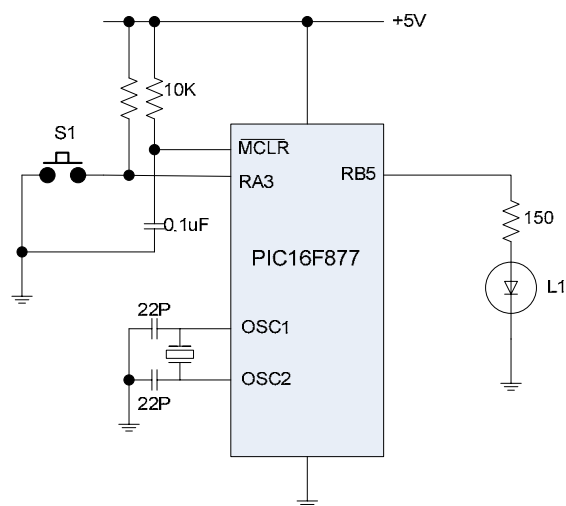 +5V
10K
S1
MCLR
RA3
RB5
0.1uF
150
PIC16F877
L1
22P
OSC1
OSC2
22P